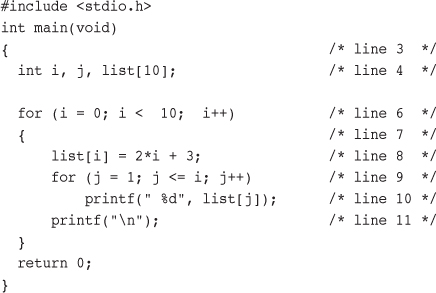 #include <stdio.h>
int main(void)
{ /* line 3 */
int i, j, list[10]; /* line 4 */
for (i = 0; i < 10; i++) /* line 6 */
{ /* line 7 */
list[i] = 2*i + 3; /* line 8 */
for (j = 1; j <= i; j++) /* line 9 */
printf(" %d", list[j]); /* line 10 */
printf("\n"); /* line 11 */
}
return 0;
}